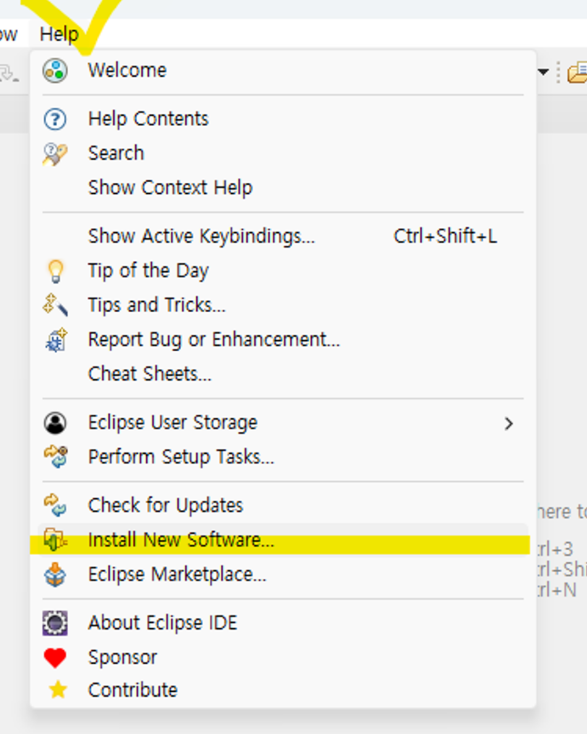 ow Help
Welcome
Help Contents
Search
Show Context Help
Show Active Keybindings... Ctrl+Shift+L
Tip of the Day
Tips and Tricks...
Report Bug or Enhancement...
Cheat Sheets...
Eclipse User Storage
Perform Setup Tasks...
Check for Updates
here to
Install New Software...
trl+3
trl+Shi
Eclipse Marketplace...
trl+N
About Eclipse IDE
Sponsor
Contribute